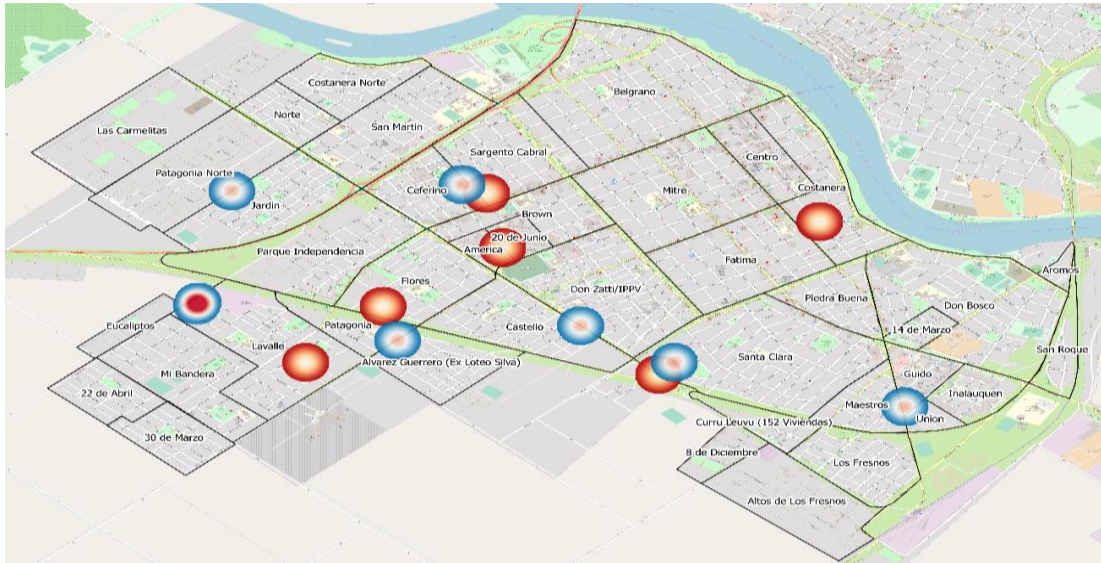 Costanera Norte
Belgrano
Norte
Las Carmelitas
San Martin
Sargento Cabral
Centro
Patagonia Norte
Ceferino
Mitre
Costanera
Jardin
Brown
20 de Junio
America
Parque Independencia
Fatima
Flores
Aromos
Don Zatti/IPPV
Piedra Buena
Don Bosco
Eucaliptos
Patagonia
Castello
14 de Marzo
Lavalle
San Roque
Santa Clara
Alvarez Guerrero (Ex Loteo Silva)
Mi Bandera
Guido
22 de Abril
Inalauquen
Maestros
Union
Curru Leuvu (152 Viviendas)
30 de Marzo
8 de Diciembre
Los Fresnos
Altos de Los Fresnos